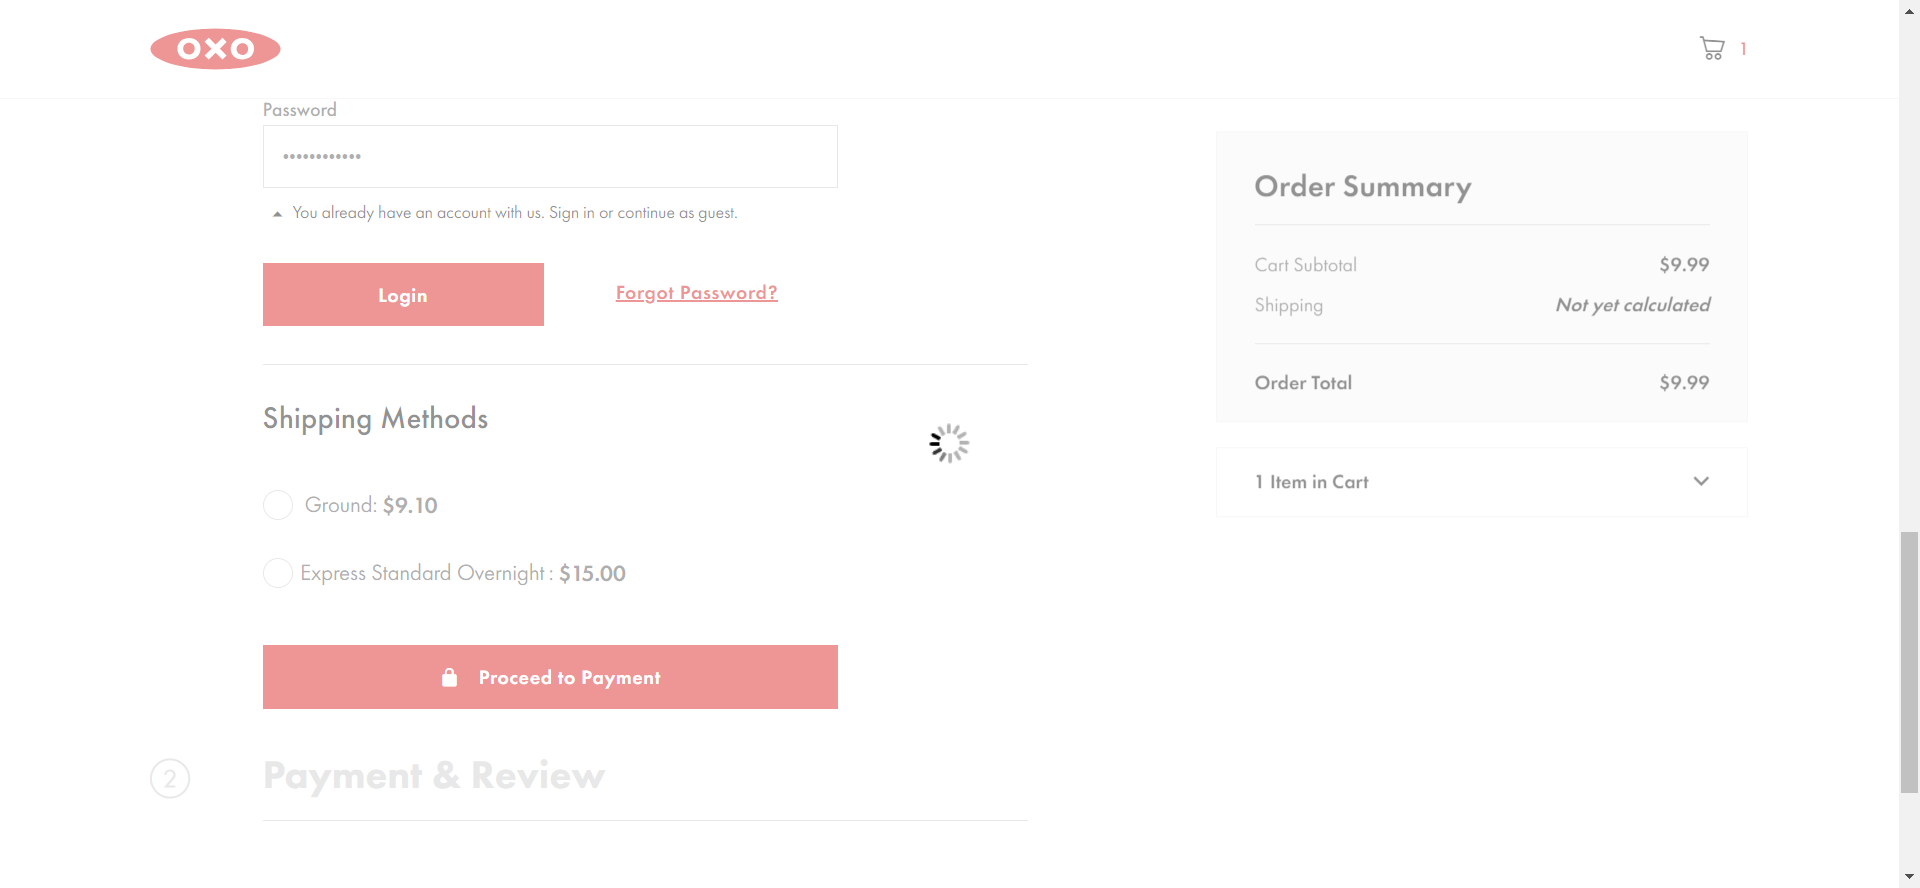 OXO
1
Password
••••••••••••
You already have an account with us. Sign in or continue as guest.
Login
Forgot Password?
Shipping Methods
Ground: $9.10
Express Standard Overnight : $15.00
Proceed to Payment
2
Payment & Review
Order Summary
Cart Subtotal $9.99
Shipping Not yet calculated
Order Total $9.99
1 Item in Cart